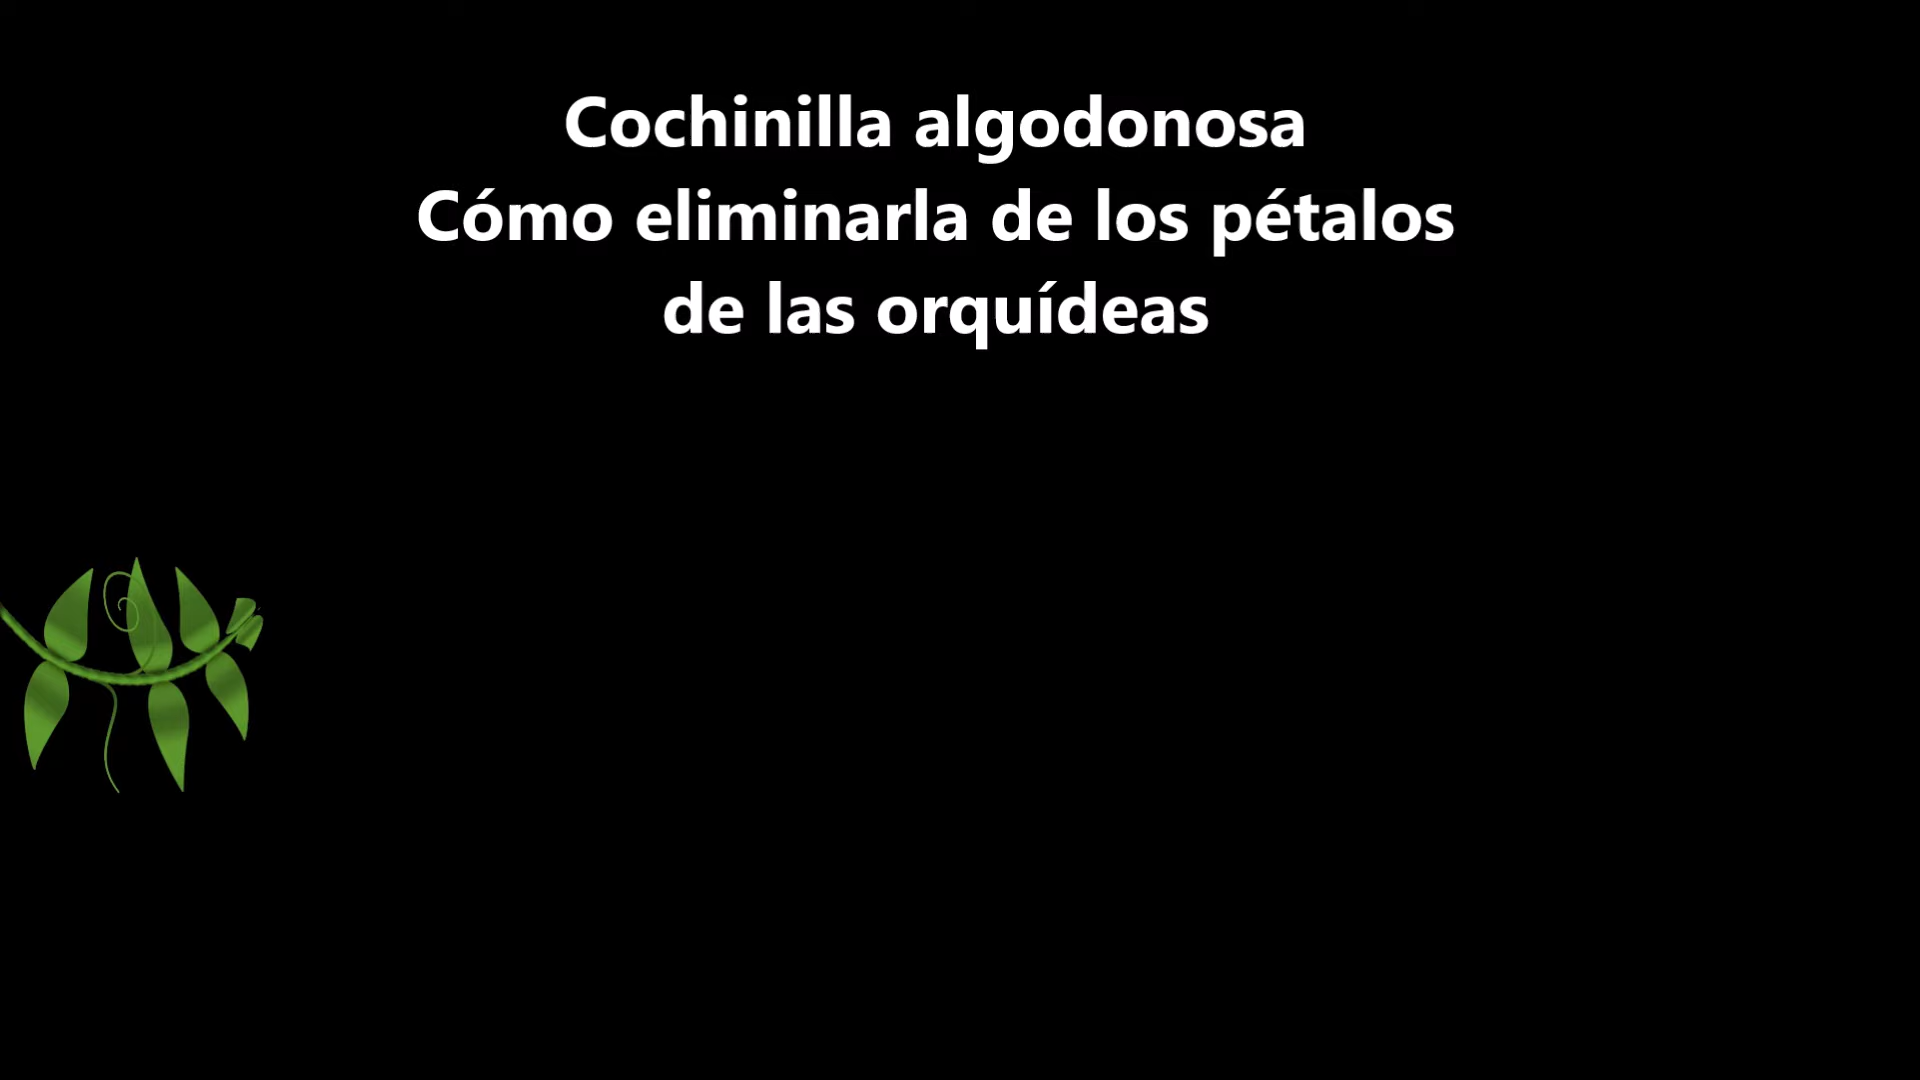 Cochinilla algodonosa
Cómo eliminarla de los pétalos
de las orquídeas